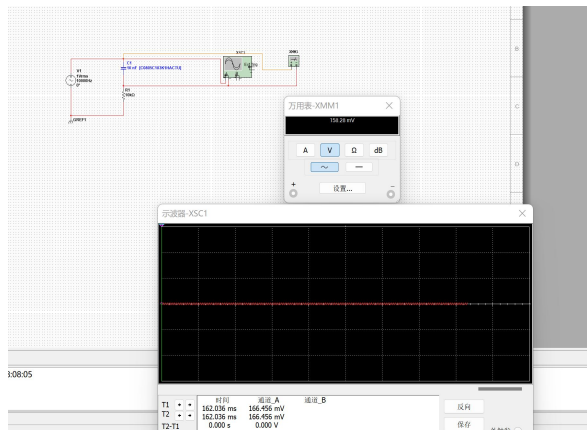 XSC1
XMM1
C1
V1
1Vrms
10000Hz
0°
R1
10kΩ
GREF1
B
C
D
万用表-XMM1
158.28 mV
A V Ω dB
~ —
+ 设置... −
示波器-XSC1
3:08:05
时间 通道_A 通道_B
T1 162.036 ms 166.456 mV
T2 162.036 ms 166.456 mV
T2-T1 0.000 s 0.000 V
反向
保存